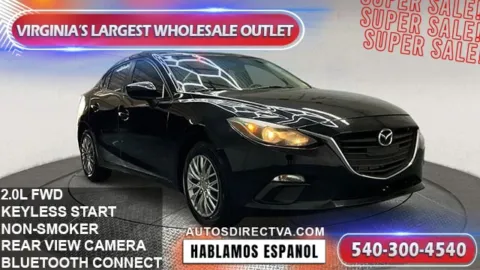 VIRGINIA'S LARGEST WHOLESALE OUTLET
SUPER SALE!
SUPER SALE!
SUPER SALE!
2.0L FWD
KEYLESS START
NON-SMOKER
REAR VIEW CAMERA
BLUETOOTH CONNECT
AUTOSDIRECTVA.COM
HABLAMOS ESPANOL
540-300-4540